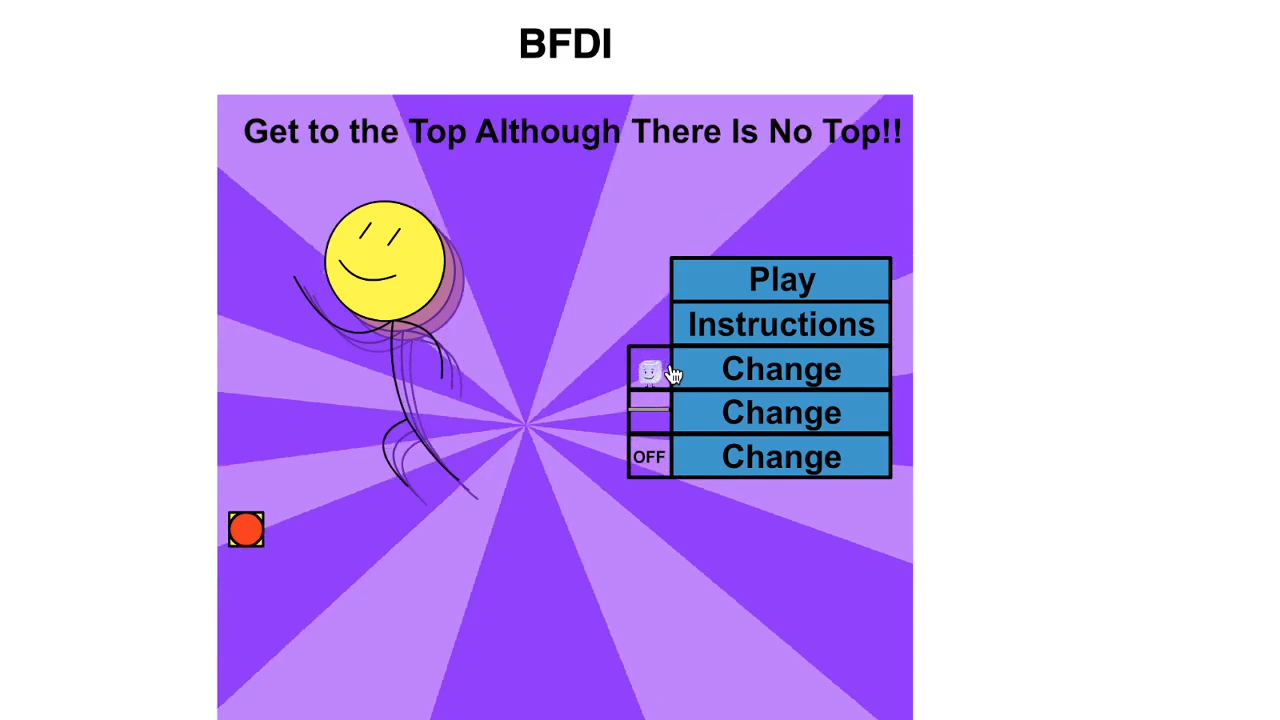 BFDI
Get to the Top Although There Is No Top!!
Play
Instructions
Change
Change
OFF Change